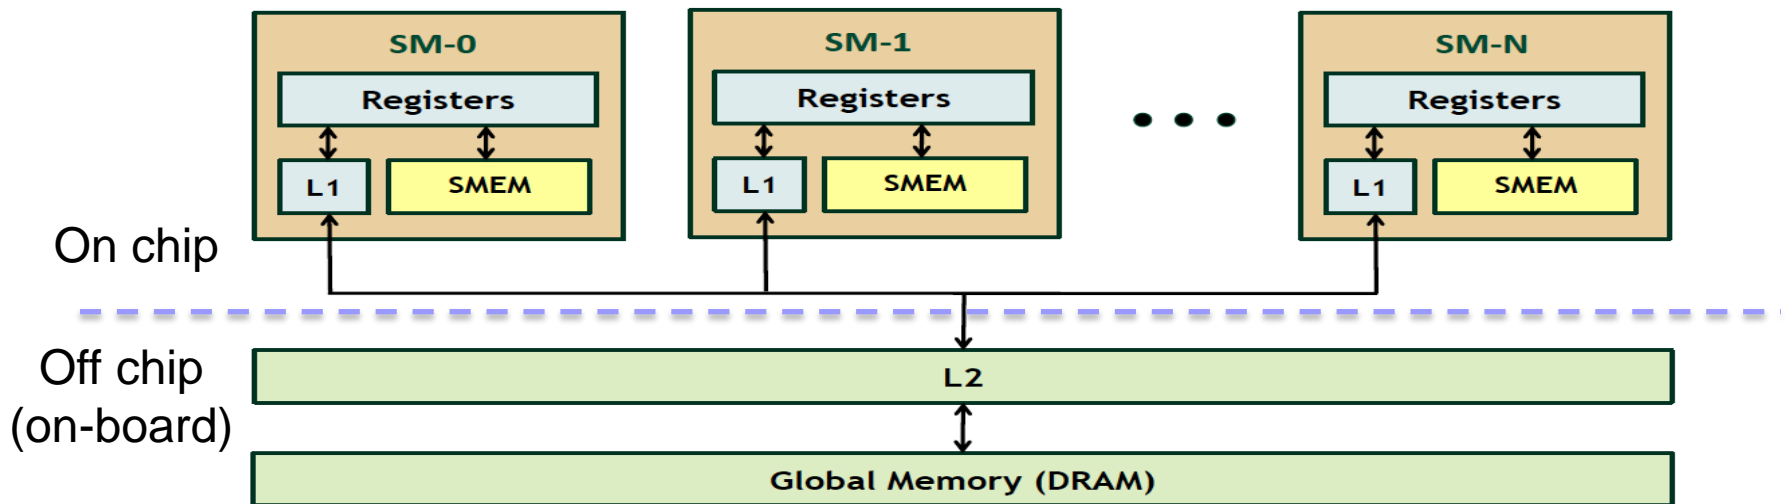 SM-0
SM-1
SM-N
Registers
Registers
Registers
L1
SMEM
L1
SMEM
L1
SMEM
On chip
Off chip
(on-board)
L2
Global Memory (DRAM)